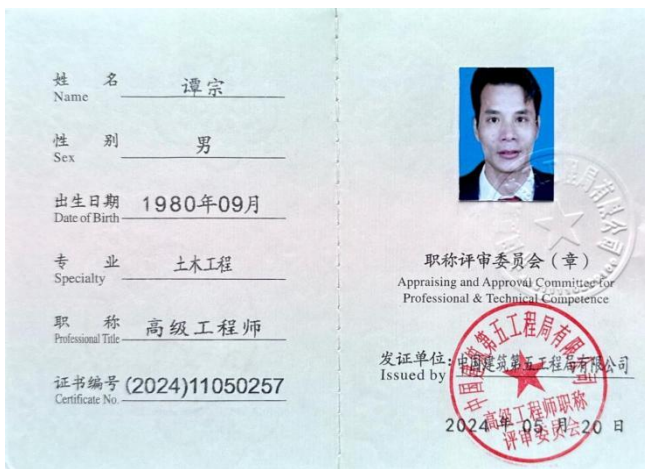 姓 名 谭宗
Name
性 别 男
Sex
出生日期 1980年09月
Date of Birth
专 业 土木工程
Specialty
职 称 高级工程师
Professional Title
证书编号 (2024)11050257
Certificate No.
职称评审委员会(章)
Appraising and Approval Committee for
Professional & Technical Competence
发证单位:中国建筑第五工程局有限公司
Issued by
2024年 05 月 20 日
中国建筑第五工程局有限公司
高级工程师职称
评审委员会